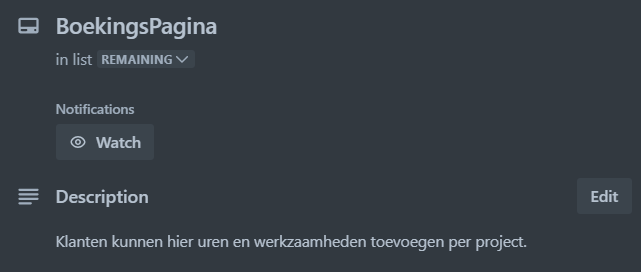 BoekingsPagina
in list REMAINING
Notifications
Watch
Description
Edit
Klanten kunnen hier uren en werkzaamheden toevoegen per project.